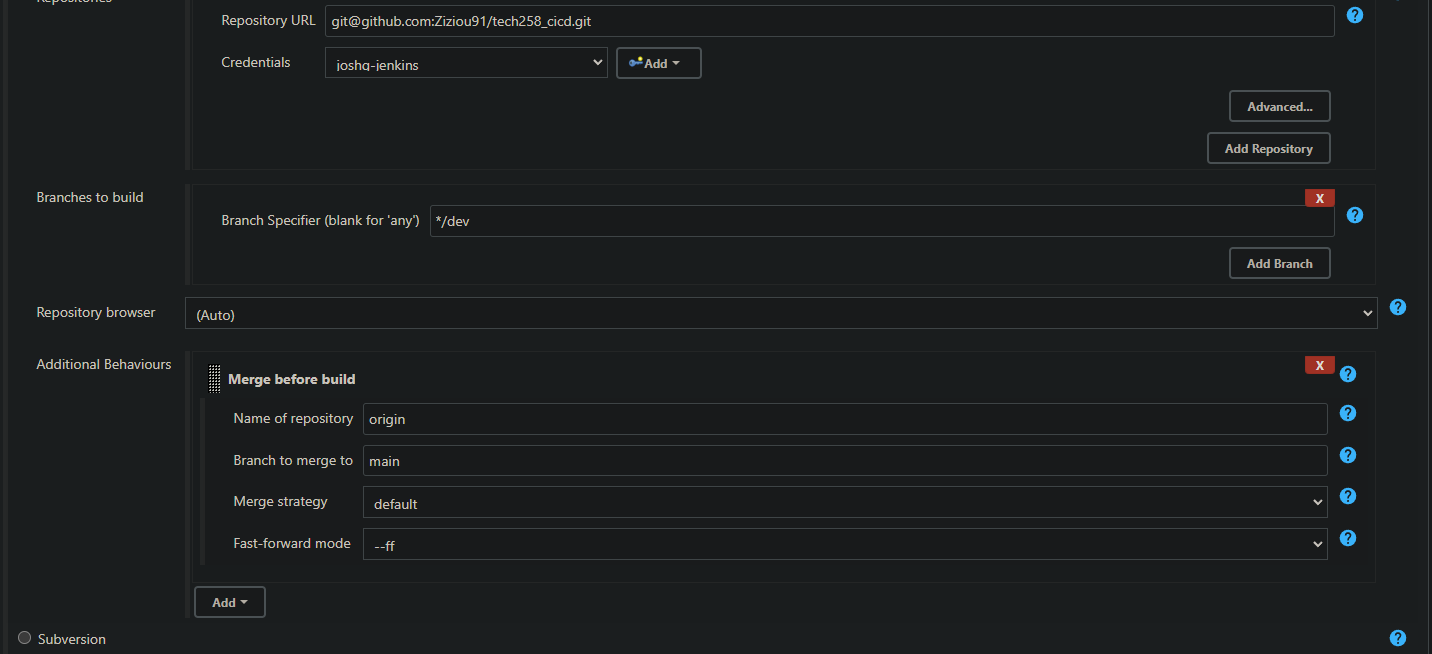 Repositories
Repository URL git@github.com:Ziziou91/tech258_cicd.git ?
Credentials joshg-jenkins Add
Advanced...
Add Repository
Branches to build X
Branch Specifier (blank for 'any') */dev ?
Add Branch
Repository browser (Auto) ?
Additional Behaviours X
Merge before build ?
Name of repository origin ?
Branch to merge to main ?
Merge strategy default ?
Fast-forward mode --ff ?
Add
Subversion ?